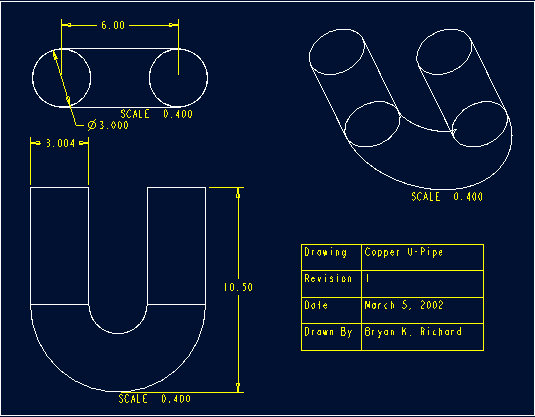 6.00
SCALE 0.400
Ø3.000
3.004
SCALE 0.400
10.50
SCALE 0.400
Drawing Copper U-Pipe
Revision 1
Date March 5, 2002
Drawn By Bryan K. Richard